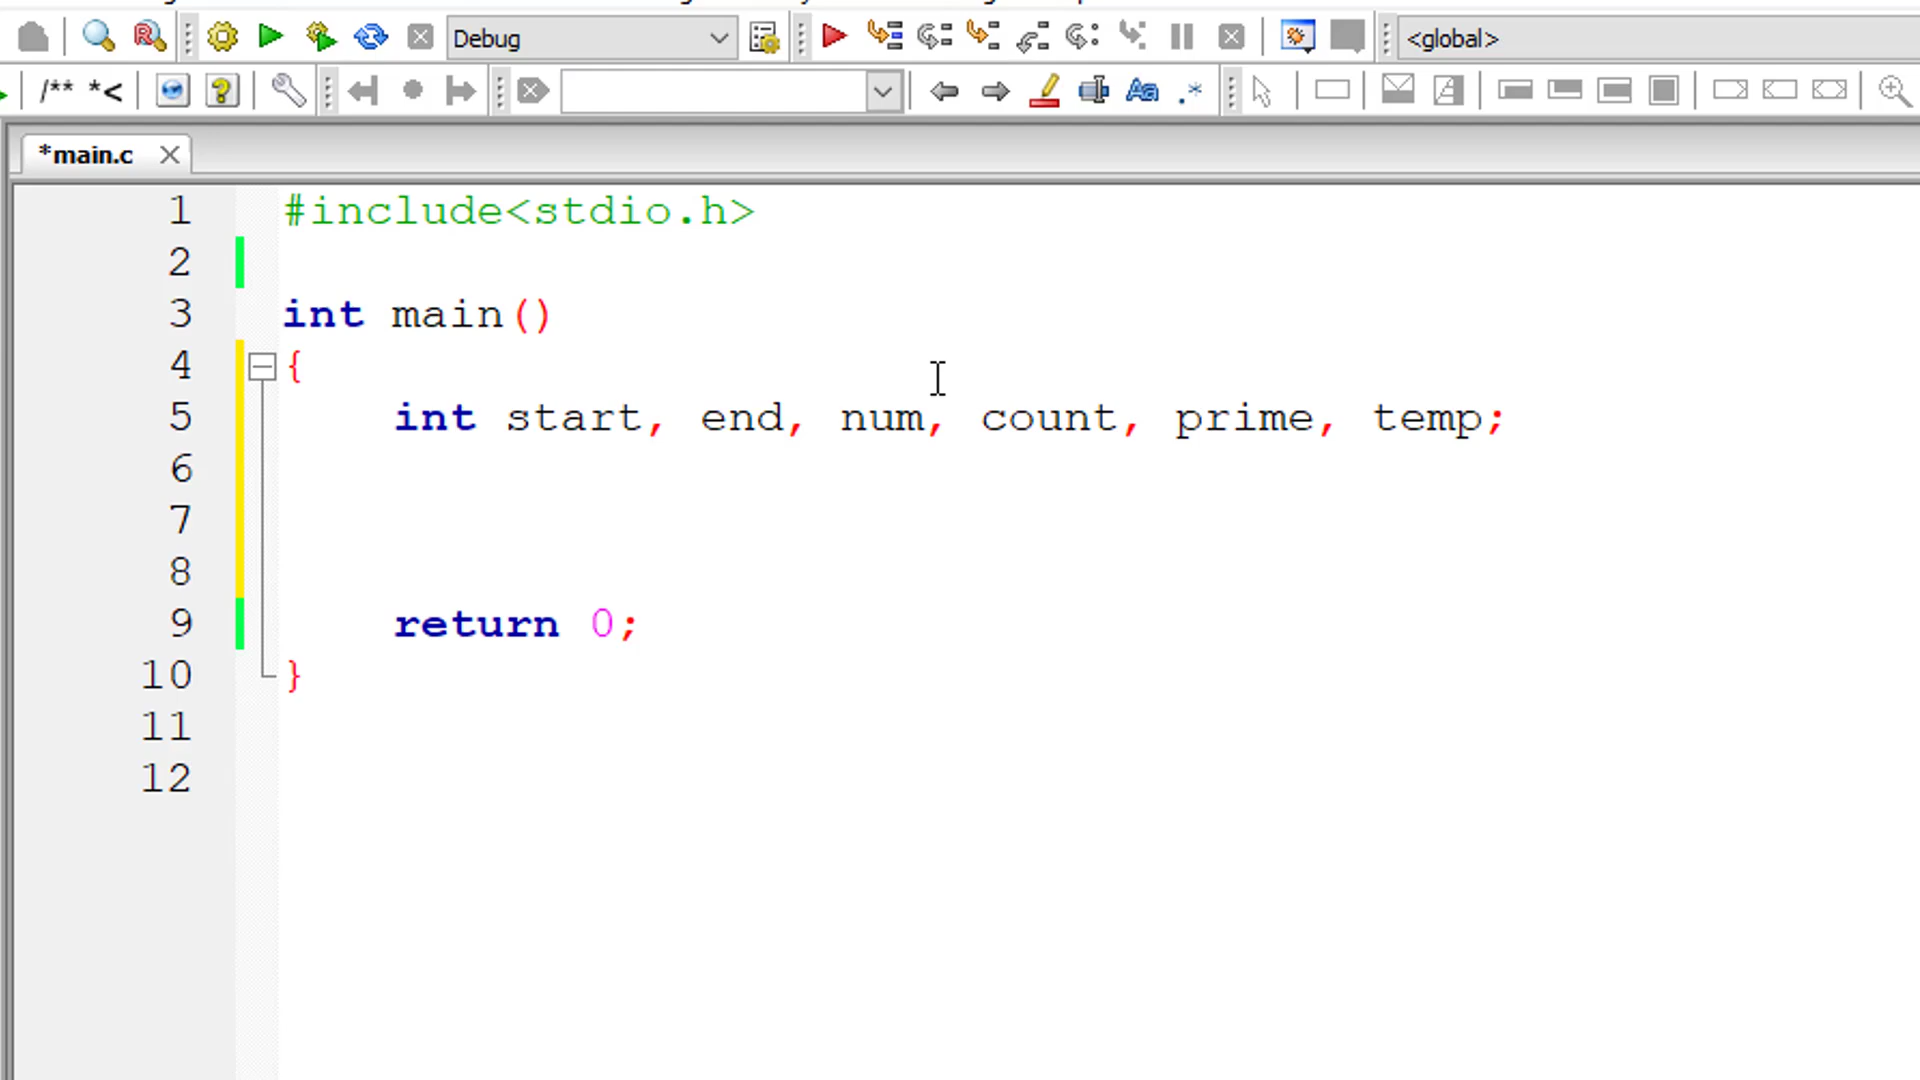 Debug
<global>
/** *<
Aa
.*
*main.c
1 #include<stdio.h>
2
3 int main()
4 {
5 int start, end, num, count, prime, temp;
6
7
8
9 return 0;
10 }
11
12